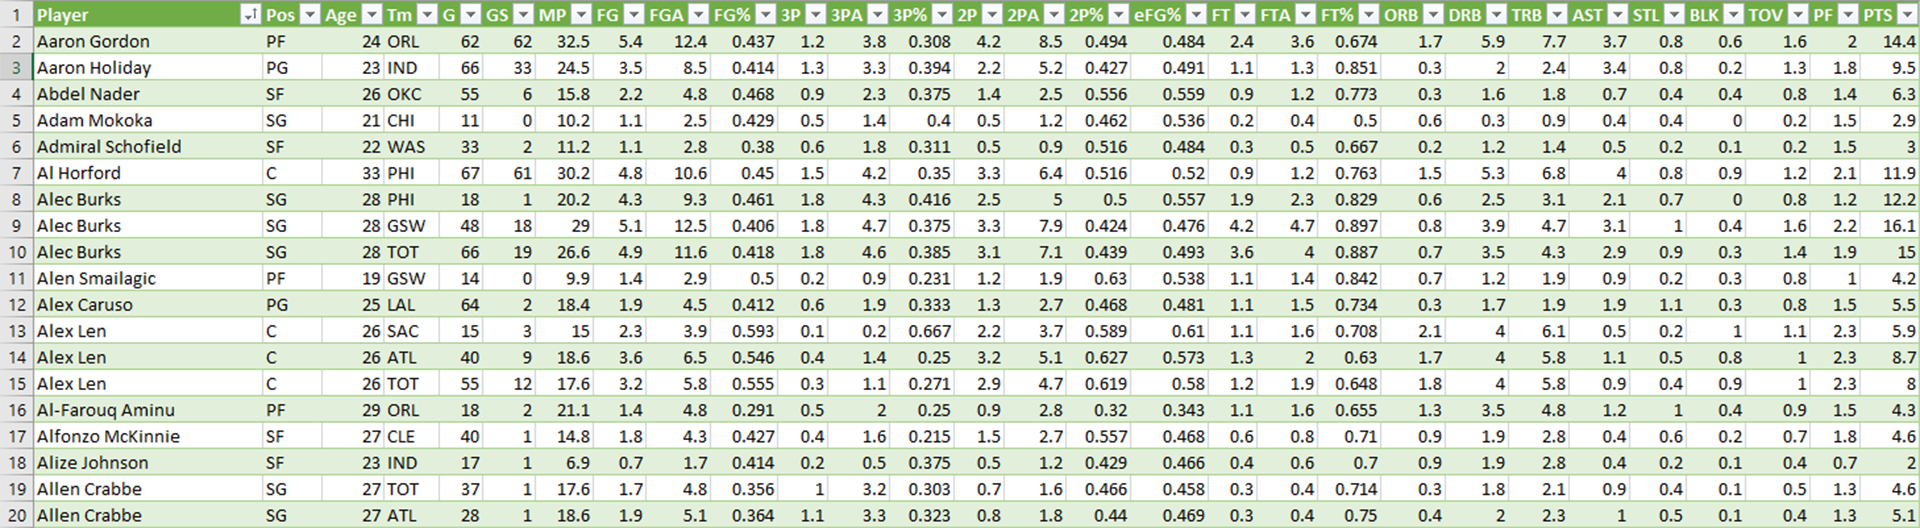 1 Player Pos Age Tm G GS MP FG FGA FG% 3P 3PA 3P% 2P 2PA 2P% eFG% FT FTA FT% ORB DRB TRB AST STL BLK TOV PF PTS
2 Aaron Gordon PF 24 ORL 62 62 32.5 5.4 12.4 0.437 1.2 3.8 0.308 4.2 8.5 0.494 0.484 2.4 3.6 0.674 1.7 5.9 7.7 3.7 0.8 0.6 1.6 2 14.4
3 Aaron Holiday PG 23 IND 66 33 24.5 3.5 8.5 0.414 1.3 3.3 0.394 2.2 5.2 0.427 0.491 1.1 1.3 0.851 0.3 2 2.4 3.4 0.8 0.2 1.3 1.8 9.5
4 Abdel Nader SF 26 OKC 55 6 15.8 2.2 4.8 0.468 0.9 2.3 0.375 1.4 2.5 0.556 0.559 0.9 1.2 0.773 0.3 1.6 1.8 0.7 0.4 0.4 0.8 1.4 6.3
5 Adam Mokoka SG 21 CHI 11 0 10.2 1.1 2.5 0.429 0.5 1.4 0.4 0.5 1.2 0.462 0.536 0.2 0.4 0.5 0.6 0.3 0.9 0.4 0.4 0 0.2 1.5 2.9
6 Admiral Schofield SF 22 WAS 33 2 11.2 1.1 2.8 0.38 0.6 1.8 0.311 0.5 0.9 0.516 0.484 0.3 0.5 0.667 0.2 1.2 1.4 0.5 0.2 0.1 0.2 1.5 3
7 Al Horford C 33 PHI 67 61 30.2 4.8 10.6 0.45 1.5 4.2 0.35 3.3 6.4 0.516 0.52 0.9 1.2 0.763 1.5 5.3 6.8 4 0.8 0.9 1.2 2.1 11.9
8 Alec Burks SG 28 PHI 18 1 20.2 4.3 9.3 0.461 1.8 4.3 0.416 2.5 5 0.5 0.557 1.9 2.3 0.829 0.6 2.5 3.1 2.1 0.7 0 0.8 1.2 12.2
9 Alec Burks SG 28 GSW 48 18 29 5.1 12.5 0.406 1.8 4.7 0.375 3.3 7.9 0.424 0.476 4.2 4.7 0.897 0.8 3.9 4.7 3.1 1 0.4 1.6 2.2 16.1
10 Alec Burks SG 28 TOT 66 19 26.6 4.9 11.6 0.418 1.8 4.6 0.385 3.1 7.1 0.439 0.493 3.6 4 0.887 0.7 3.5 4.3 2.9 0.9 0.3 1.4 1.9 15
11 Alen Smailagic PF 19 GSW 14 0 9.9 1.4 2.9 0.5 0.2 0.9 0.231 1.2 1.9 0.63 0.538 1.1 1.4 0.842 0.7 1.2 1.9 0.9 0.2 0.3 0.8 1 4.2
12 Alex Caruso PG 25 LAL 64 2 18.4 1.9 4.5 0.412 0.6 1.9 0.333 1.3 2.7 0.468 0.481 1.1 1.5 0.734 0.3 1.7 1.9 1.9 1.1 0.3 0.8 1.5 5.5
13 Alex Len C 26 SAC 15 3 15 2.3 3.9 0.593 0.1 0.2 0.667 2.2 3.7 0.589 0.61 1.1 1.6 0.708 2.1 4 6.1 0.5 0.2 1 1.1 2.3 5.9
14 Alex Len C 26 ATL 40 9 18.6 3.6 6.5 0.546 0.4 1.4 0.25 3.2 5.1 0.627 0.573 1.3 2 0.63 1.7 4 5.8 1.1 0.5 0.8 1 2.3 8.7
15 Alex Len C 26 TOT 55 12 17.6 3.2 5.8 0.555 0.3 1.1 0.271 2.9 4.7 0.619 0.58 1.2 1.9 0.648 1.8 4 5.8 0.9 0.4 0.9 1 2.3 8
16 Al-Farouq Aminu PF 29 ORL 18 2 21.1 1.4 4.8 0.291 0.5 2 0.25 0.9 2.8 0.32 0.343 1.1 1.6 0.655 1.3 3.5 4.8 1.2 1 0.4 0.9 1.5 4.3
17 Alfonzo McKinnie SF 27 CLE 40 1 14.8 1.8 4.3 0.427 0.4 1.6 0.215 1.5 2.7 0.557 0.468 0.6 0.8 0.71 0.9 1.9 2.8 0.4 0.6 0.2 0.7 1.8 4.6
18 Alize Johnson SF 23 IND 17 1 6.9 0.7 1.7 0.414 0.2 0.5 0.375 0.5 1.2 0.429 0.466 0.4 0.6 0.7 0.9 1.9 2.8 0.4 0.2 0.1 0.4 0.7 2
19 Allen Crabbe SG 27 TOT 37 1 17.6 1.7 4.8 0.356 1 3.2 0.303 0.7 1.6 0.466 0.458 0.3 0.4 0.714 0.3 1.8 2.1 0.9 0.4 0.1 0.5 1.3 4.6
20 Allen Crabbe SG 27 ATL 28 1 18.6 1.9 5.1 0.364 1.1 3.3 0.323 0.8 1.8 0.44 0.469 0.3 0.4 0.75 0.4 2 2.3 1 0.5 0.1 0.4 1.3 5.1